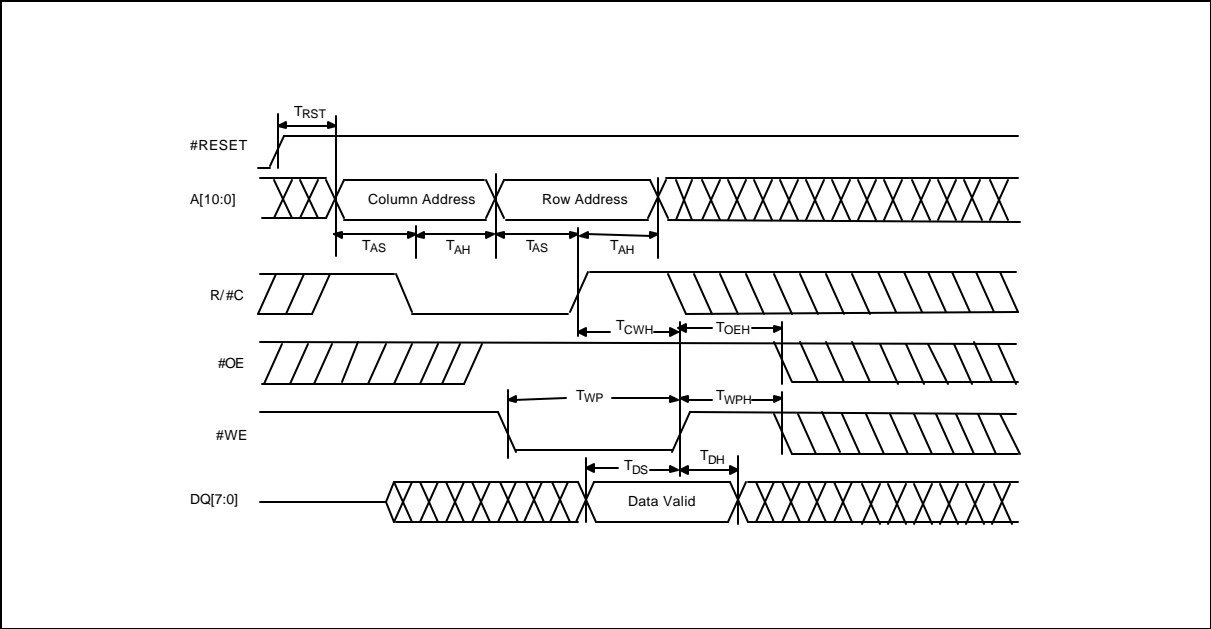 TRST
#RESET
A[10:0] Column Address Row Address
TAS TAH TAS TAH
R/#C
TCWH TOEH
#OE
TWP TWPH
#WE
TDS TDH
DQ[7:0] Data Valid